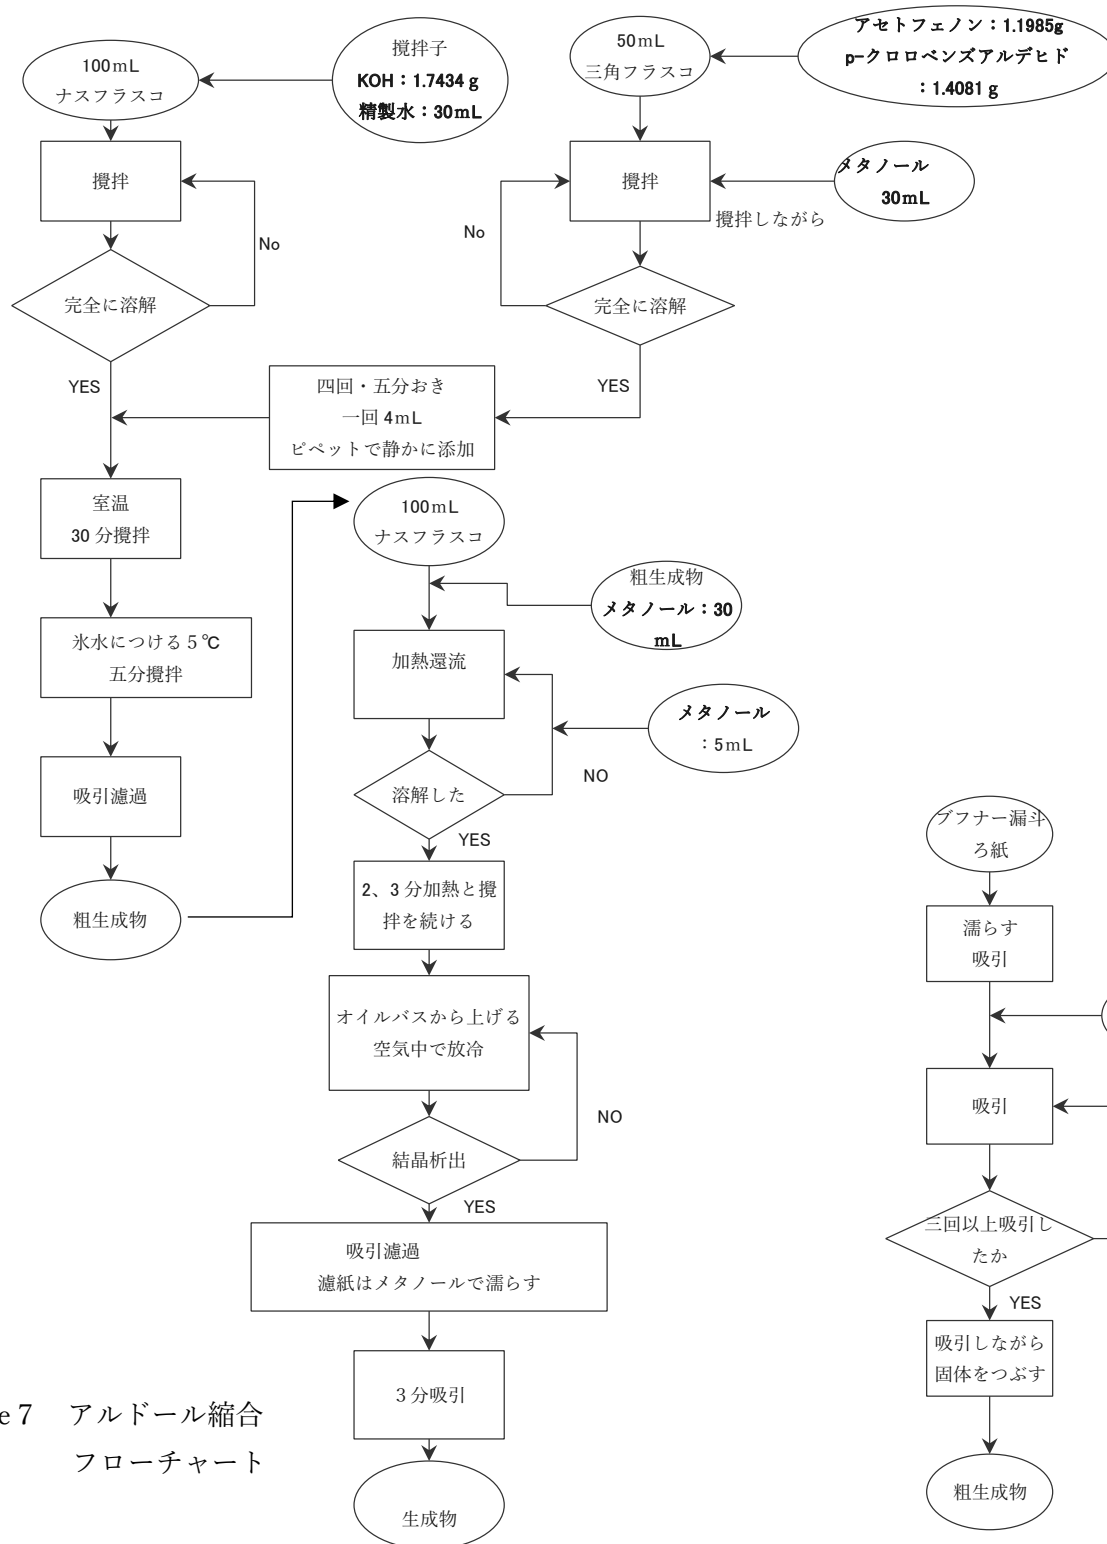 100mL
ナスフラスコ
攪拌子
KOH：1.7434 g
精製水：30mL
攪拌
No
完全に溶解
YES
50mL
三角フラスコ
アセトフェノン：1.1985g
p-クロロベンズアルデヒド
：1.4081 g
攪拌
メタノール
30mL
攪拌しながら
No
完全に溶解
YES
四回・五分おき
一回 4mL
ピペットで静かに添加
室温
30 分攪拌
氷水につける 5 ℃
五分攪拌
吸引濾過
粗生成物
100mL
ナスフラスコ
粗生成物
メタノール：30
mL
加熱還流
メタノール
：5mL
NO
溶解した
YES
2、3 分加熱と攪
拌を続ける
オイルバスから上げる
空気中で放冷
NO
結晶析出
YES
吸引濾過
濾紙はメタノールで濡らす
3 分吸引
生成物
ブフナー漏斗
ろ紙
濡らす
吸引
吸引
三回以上吸引し
たか
YES
吸引しながら
固体をつぶす
粗生成物
e 7 アルドール縮合
フローチャート